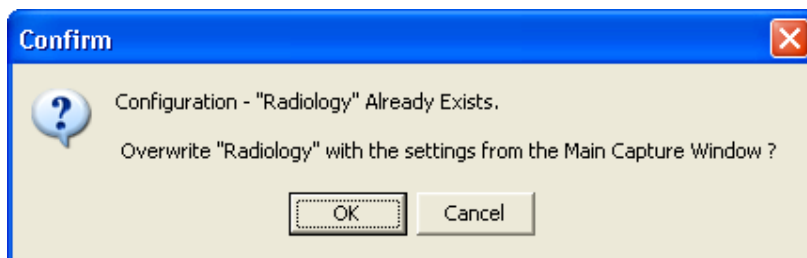 Confirm
Configuration - "Radiology" Already Exists.
Overwrite "Radiology" with the settings from the Main Capture Window ?
OK Cancel